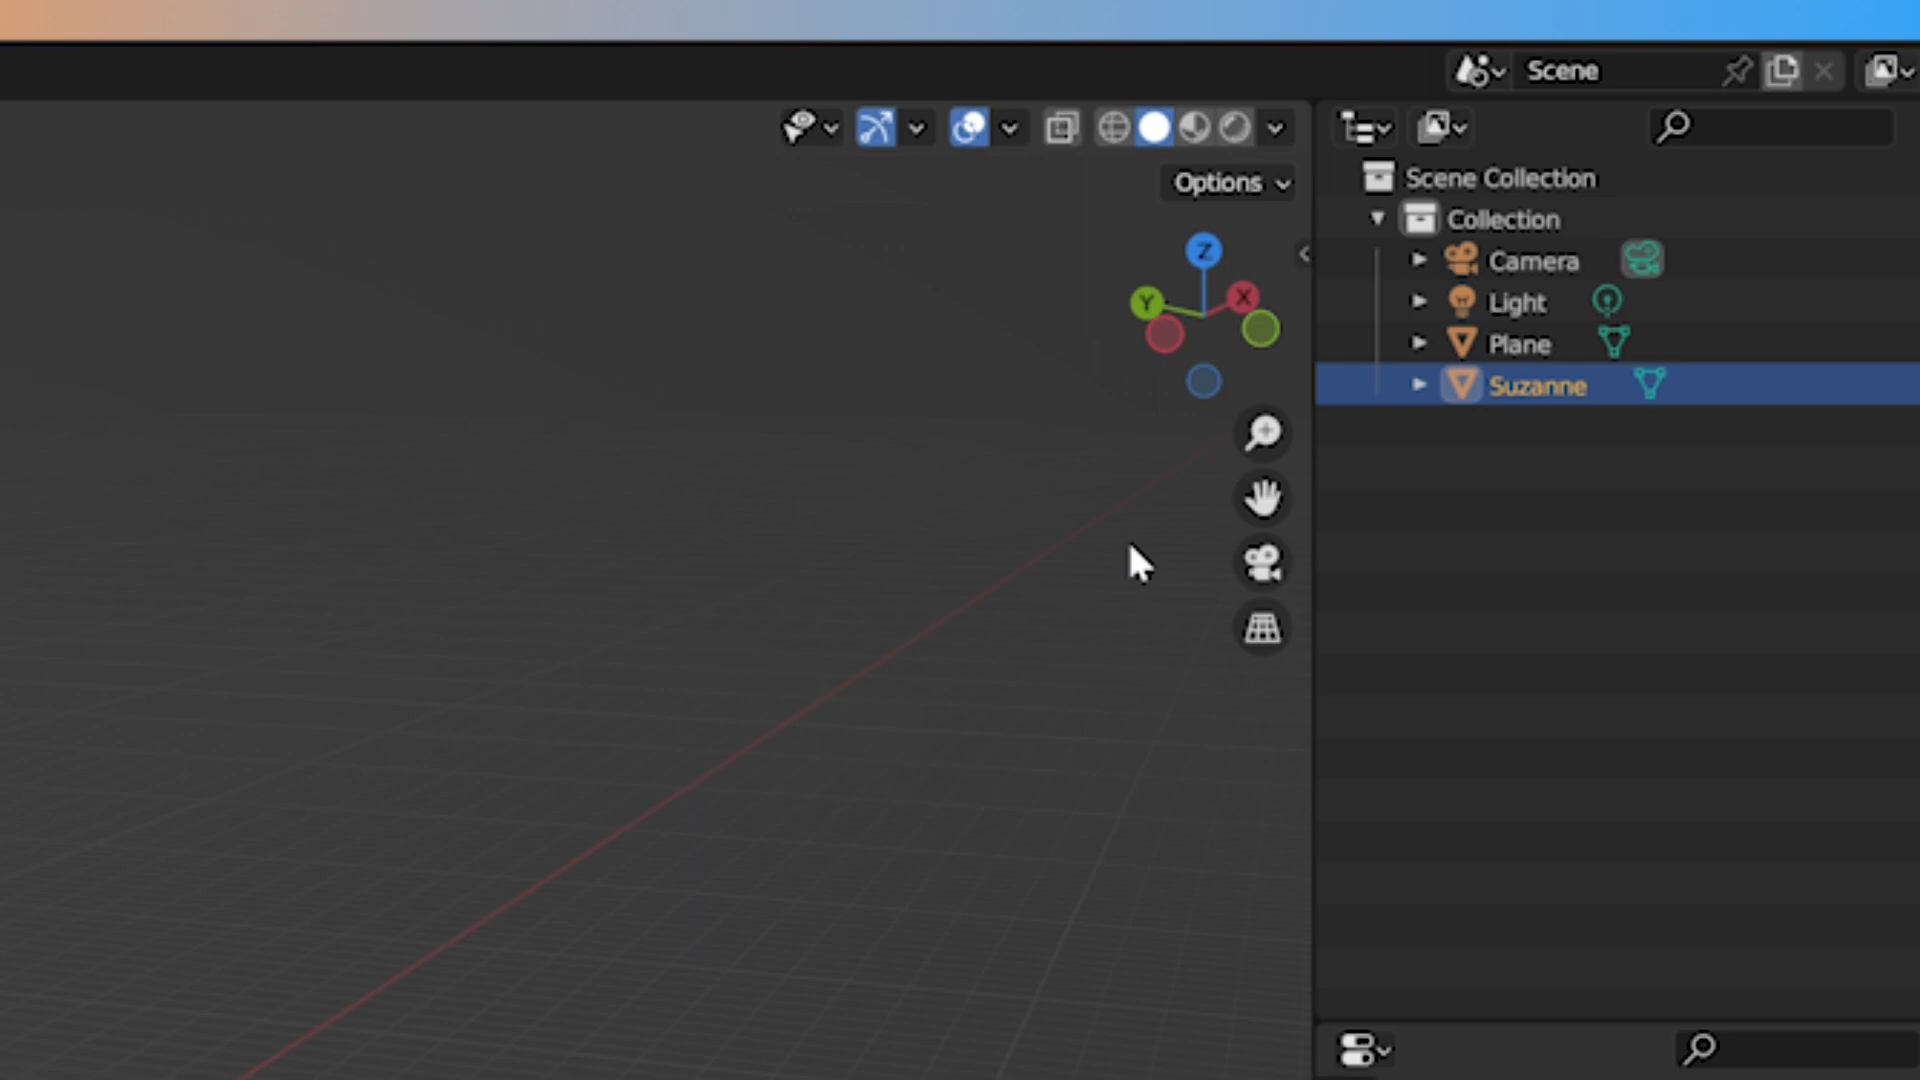 Scene
Options
Z
Y
X
Scene Collection
Collection
Camera
Light
Plane
Suzanne